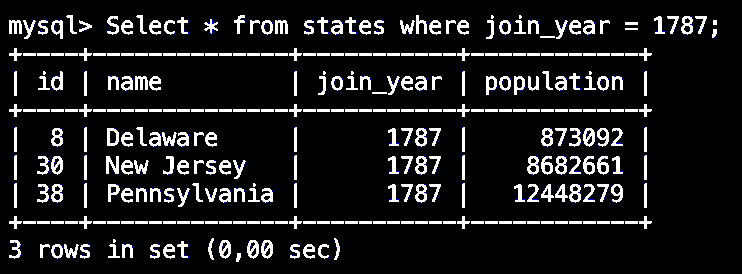 mysql> Select * from states where join_year = 1787;
+----+--------------+-----------+------------+
| id | name         | join_year | population |
+----+--------------+-----------+------------+
|  8 | Delaware     |      1787 |     873092 |
| 30 | New Jersey   |      1787 |    8682661 |
| 38 | Pennsylvania |      1787 |   12448279 |
+----+--------------+-----------+------------+
3 rows in set (0,00 sec)